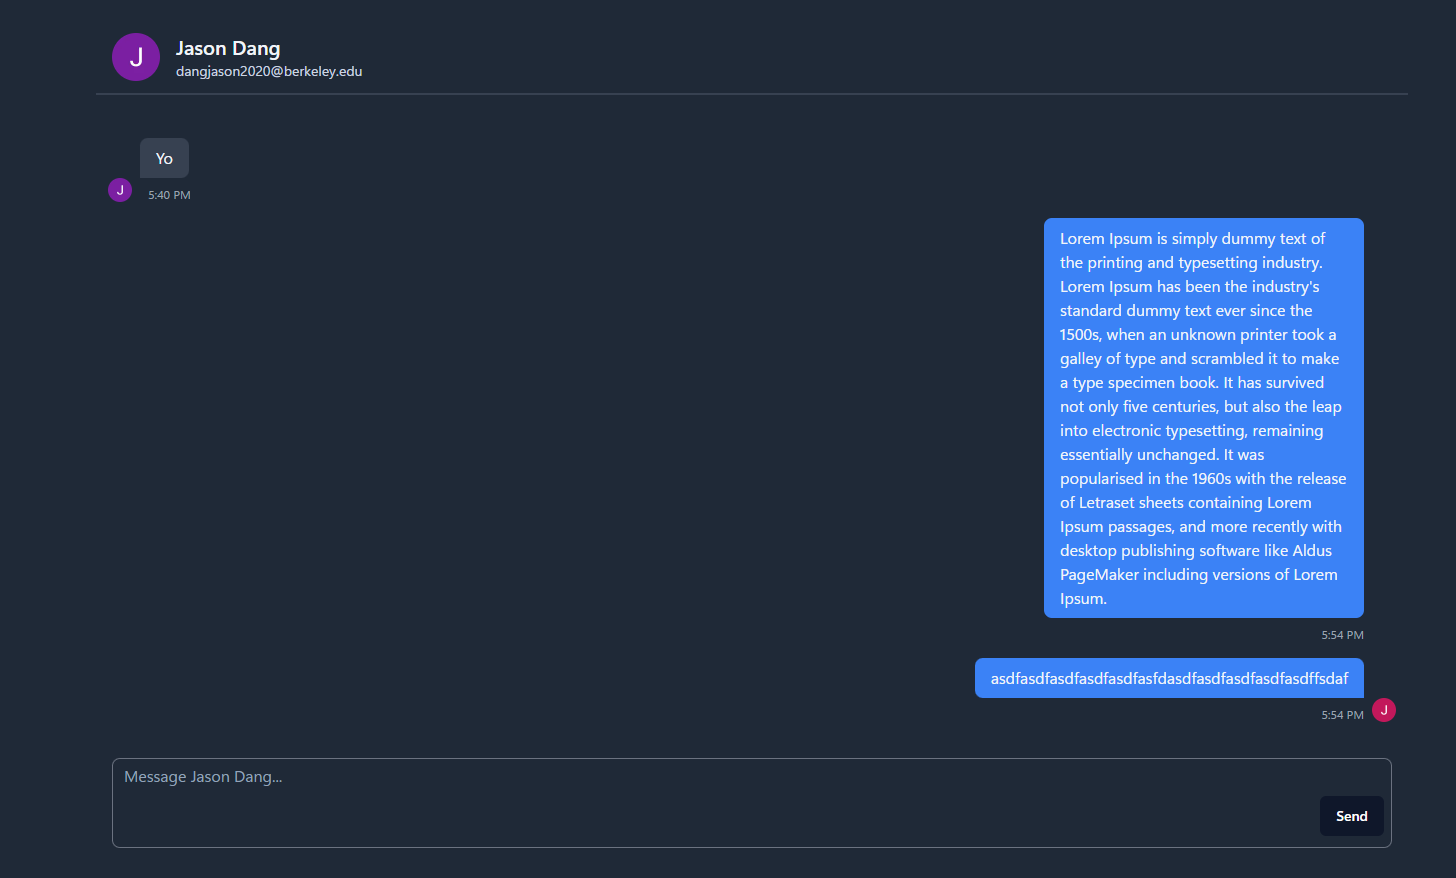 J
Jason Dang
dangjason2020@berkeley.edu
Yo
J
5:40 PM
Lorem Ipsum is simply dummy text of
the printing and typesetting industry.
Lorem Ipsum has been the industry's
standard dummy text ever since the
1500s, when an unknown printer took a
galley of type and scrambled it to make
a type specimen book. It has survived
not only five centuries, but also the leap
into electronic typesetting, remaining
essentially unchanged. It was
popularised in the 1960s with the release
of Letraset sheets containing Lorem
Ipsum passages, and more recently with
desktop publishing software like Aldus
PageMaker including versions of Lorem
Ipsum.
5:54 PM
asdfasdfasdfasdfasdfasfdasdfasdfasdfasdfasdffsdaf
5:54 PM
J
Message Jason Dang...
Send